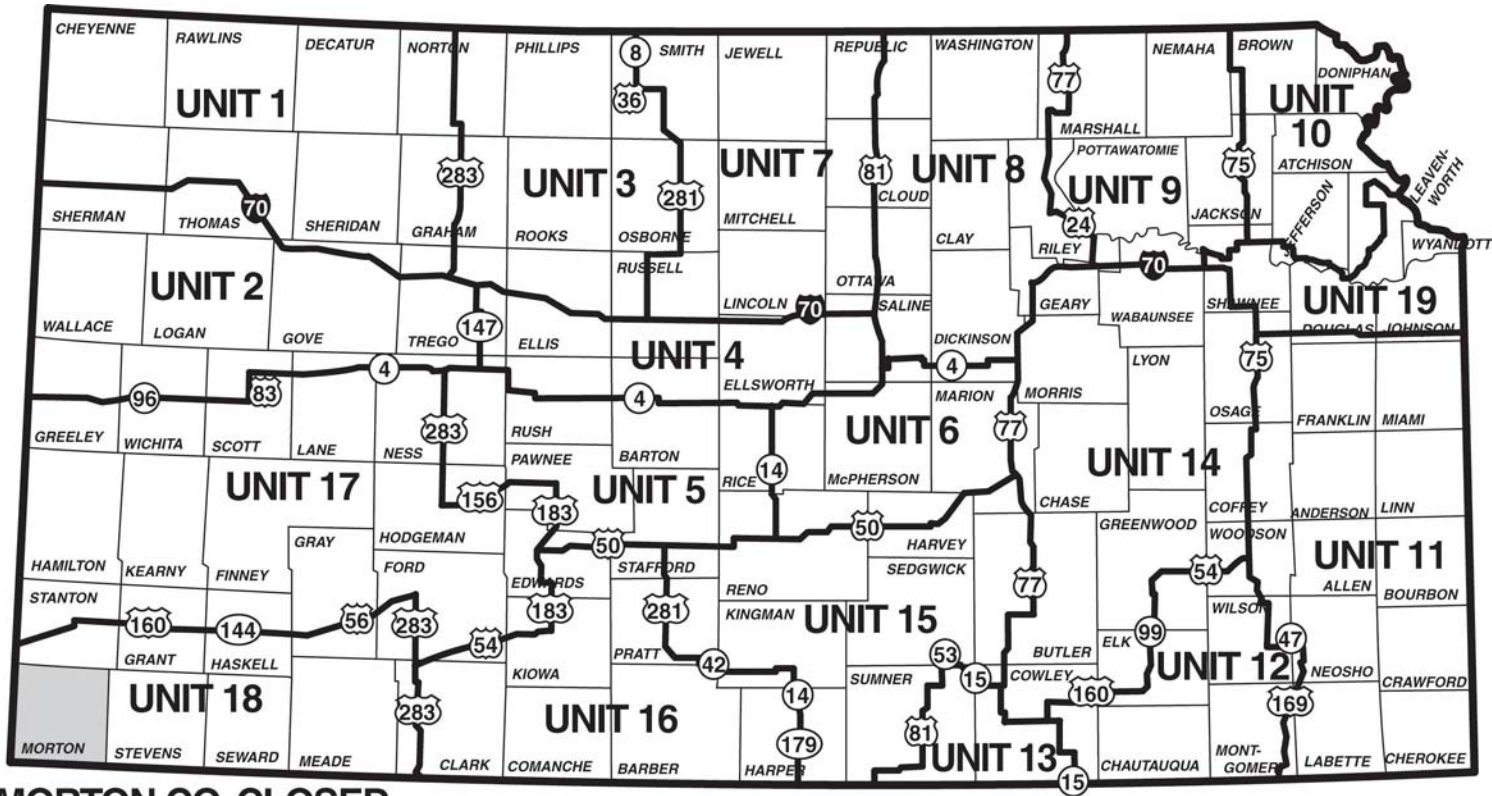 CHEYENNE
RAWLINS
DECATUR
NORTON
PHILLIPS
8
SMITH
JEWELL
REPUBLIC
WASHINGTON
NEMAHA
BROWN
DONIPHAN
77
36
UNIT 1
UNIT
10
MARSHALL
POTTAWATOMIE
ATCHISON
LEAVEN-
WORTH
283
UNIT 3
281
UNIT 7
81
UNIT 8
UNIT 9
75
CLOUD
JEFFERSON
SHERMAN
THOMAS
70
SHERIDAN
GRAHAM
ROOKS
OSBORNE
MITCHELL
CLAY
24
RILEY
JACKSON
WYANDOTT
RUSSELL
OTTAWA
70
UNIT 2
LINCOLN
70
SALINE
GEARY
WABAUNSEE
SHAWNEE
UNIT 19
DOUGLAS
JOHNSON
WALLACE
LOGAN
GOVE
TREGO
147
ELLIS
UNIT 4
DICKINSON
4
LYON
75
96
83
4
4
ELLSWORTH
MARION
MORRIS
OSAGE
FRANKLIN
MIAMI
GREELEY
WICHITA
SCOTT
LANE
NESS
283
RUSH
PAWNEE
BARTON
UNIT 6
77
UNIT 14
UNIT 17
156
183
UNIT 5
RICE
14
McPHERSON
CHASE
COFFEY
ANDERSON
LINN
GREENWOOD
WOODSON
HAMILTON
KEARNY
FINNEY
GRAY
HODGEMAN
50
50
HARVEY
SEDGWICK
UNIT 11
STANTON
FORD
EDWARDS
STAFFORD
RENO
77
54
ALLEN
BOURBON
160
144
56
283
54
183
281
KINGMAN
UNIT 15
99
WILSON
47
GRANT
HASKELL
KIOWA
PRATT
42
53
15
BUTLER
ELK
UNIT 12
NEOSHO
CRAWFORD
UNIT 18
283
UNIT 16
14
SUMNER
COWLEY
160
169
81
MORTON
STEVENS
SEWARD
MEADE
CLARK
COMANCHE
BARBER
179
HARPER
UNIT 13
15
CHAUTAUQUA
MONT-
GOMER
LABETTE
CHEROKEE
MORTON CO. CLOSED